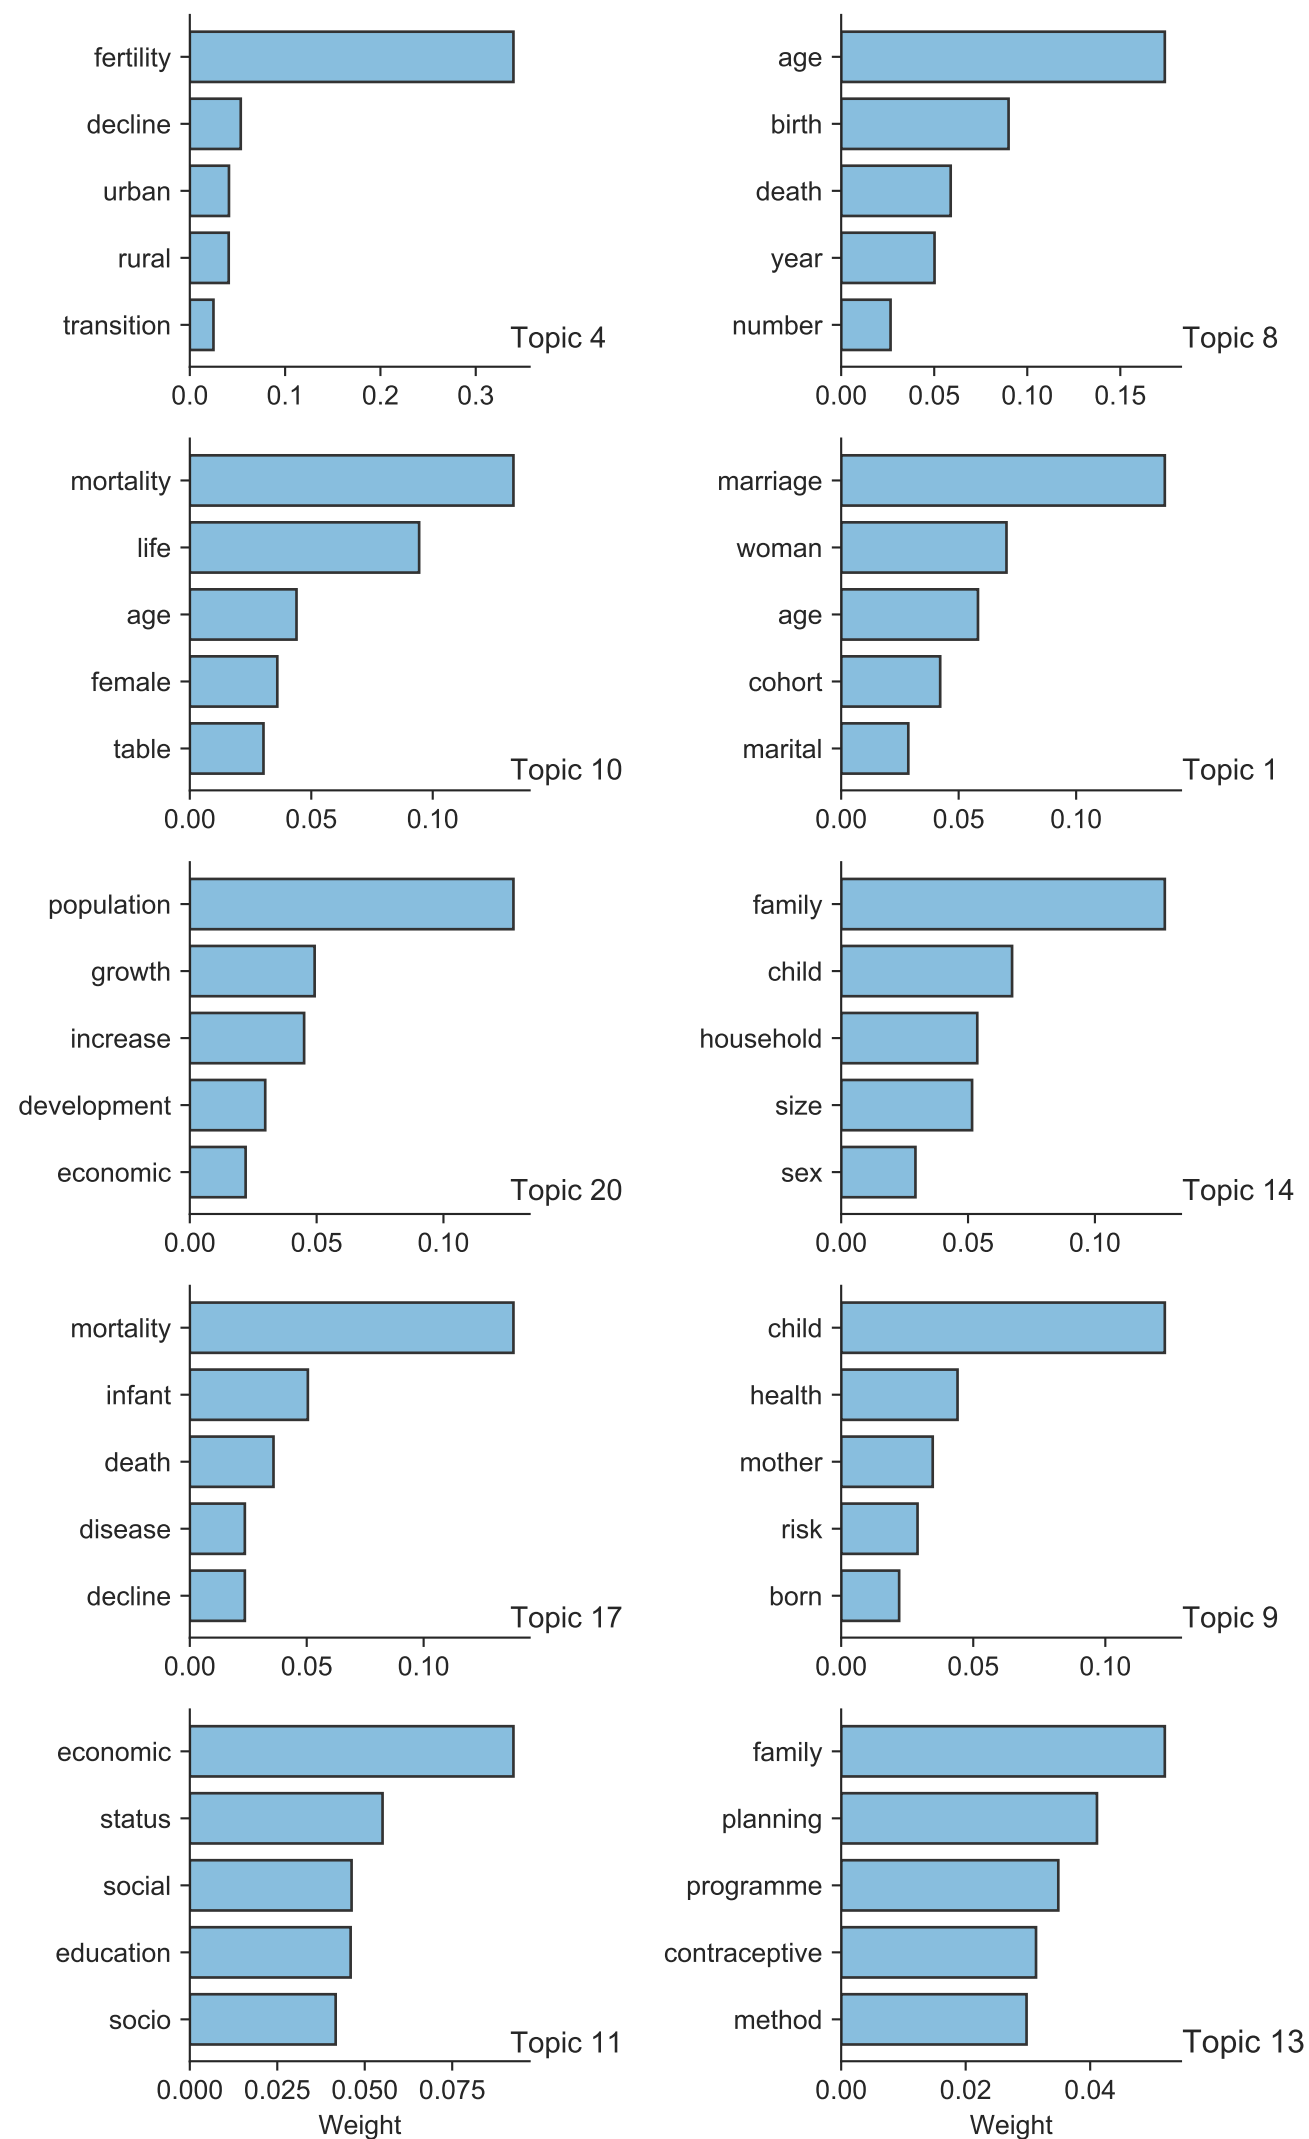 fertility
decline
urban
rural
transition
Topic 4
0.0 0.1 0.2 0.3
age
birth
death
year
number
Topic 8
0.00 0.05 0.10 0.15
mortality
life
age
female
table
Topic 10
0.00 0.05 0.10
marriage
woman
age
cohort
marital
Topic 1
0.00 0.05 0.10
population
growth
increase
development
economic
Topic 20
0.00 0.05 0.10
family
child
household
size
sex
Topic 14
0.00 0.05 0.10
mortality
infant
death
disease
decline
Topic 17
0.00 0.05 0.10
child
health
mother
risk
born
Topic 9
0.00 0.05 0.10
economic
status
social
education
socio
Topic 11
0.000 0.025 0.050 0.075
Weight
family
planning
programme
contraceptive
method
Topic 13
0.00 0.02 0.04
Weight